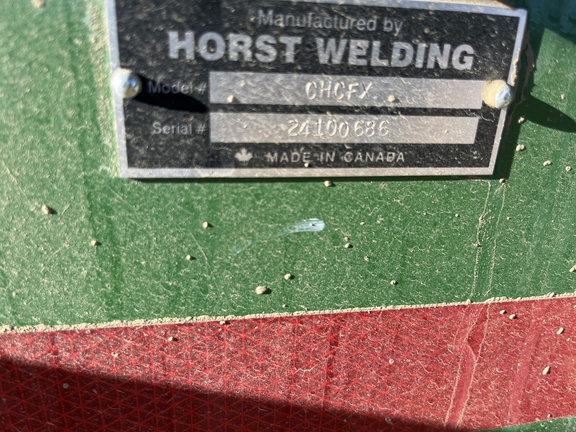 Manufactured by
HORST WELDING
Model # CHCFX
Serial # 24100686
MADE IN CANADA